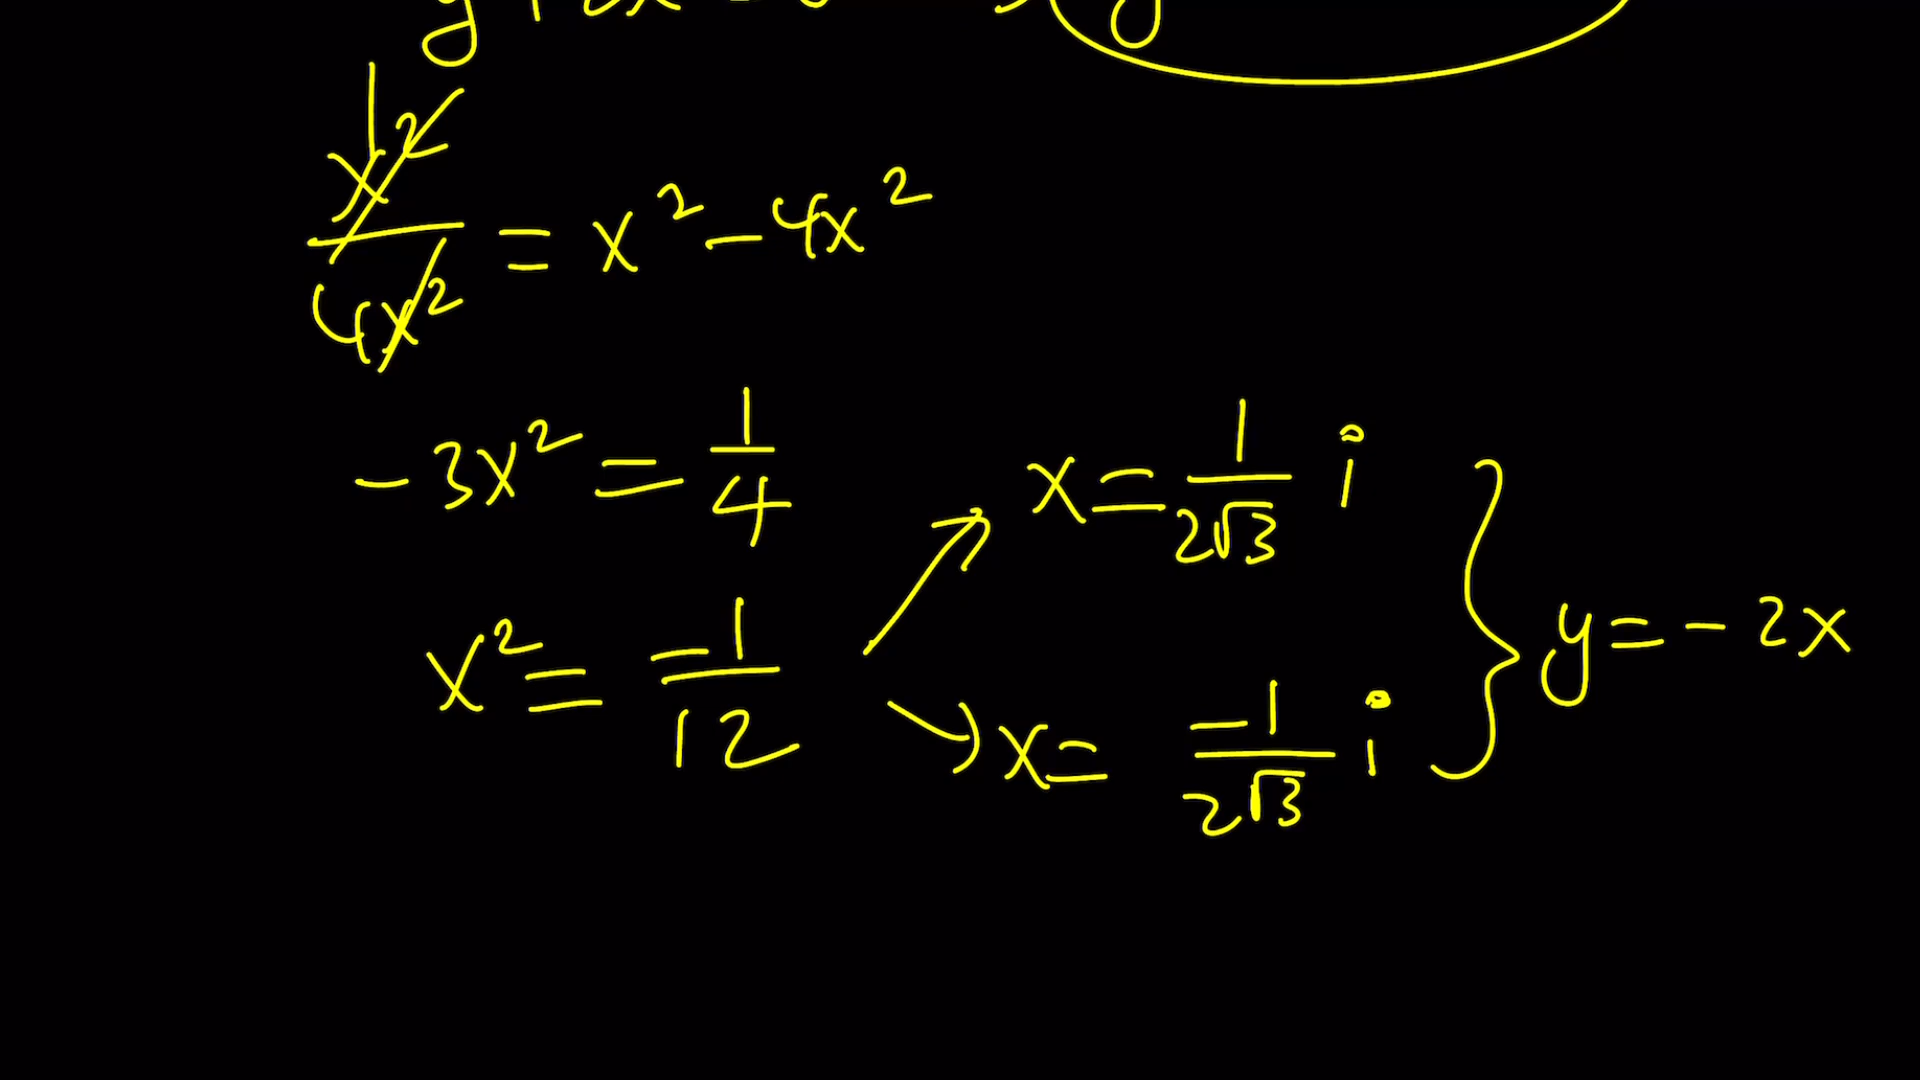 x²/4x² = x² - 4x²
-3x² = 1/4
x = 1/2√3 i
x² = -1/12
y = -2x
x = -1/2√3 i